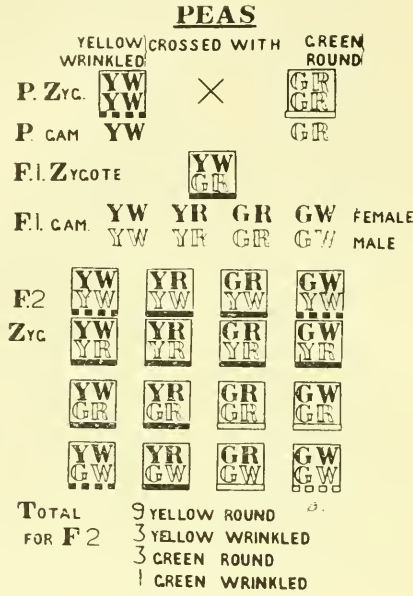 PEAS
YELLOW WRINKLED CROSSED WITH GREEN ROUND
P. ZYG. YW GR
YW GR
P. GAM YW GR
F.1. ZYGOTE YW
GR
F.1. GAM. YW YR GR GW FEMALE
YW YR GR GW MALE
F.2 YW YR GR GW
YW YW YW YW
ZYG YW YR GR GW
YR YR YR YR
YW YR GR GW
GR GR GR GR
YW YR GR GW
GW GW GW GW
TOTAL 9 YELLOW ROUND
FOR F2 3 YELLOW WRINKLED
3 GREEN ROUND
1 GREEN WRINKLED